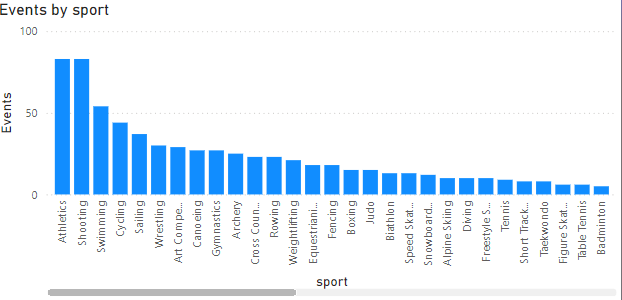 Events by sport
100
50
0
Events
Athletics
Shooting
Swimming
Cycling
Sailing
Wrestling
Art Compe...
Canoeing
Gymnastics
Archery
Cross Coun...
Rowing
Weightlifting
Equestriani...
Fencing
Boxing
Judo
Biathlon
Speed Skat...
Snowboard...
Alpine Skiing
Diving
Freestyle S...
Tennis
Short Track...
Taekwondo
Figure Skat...
Table Tennis
Badminton
sport